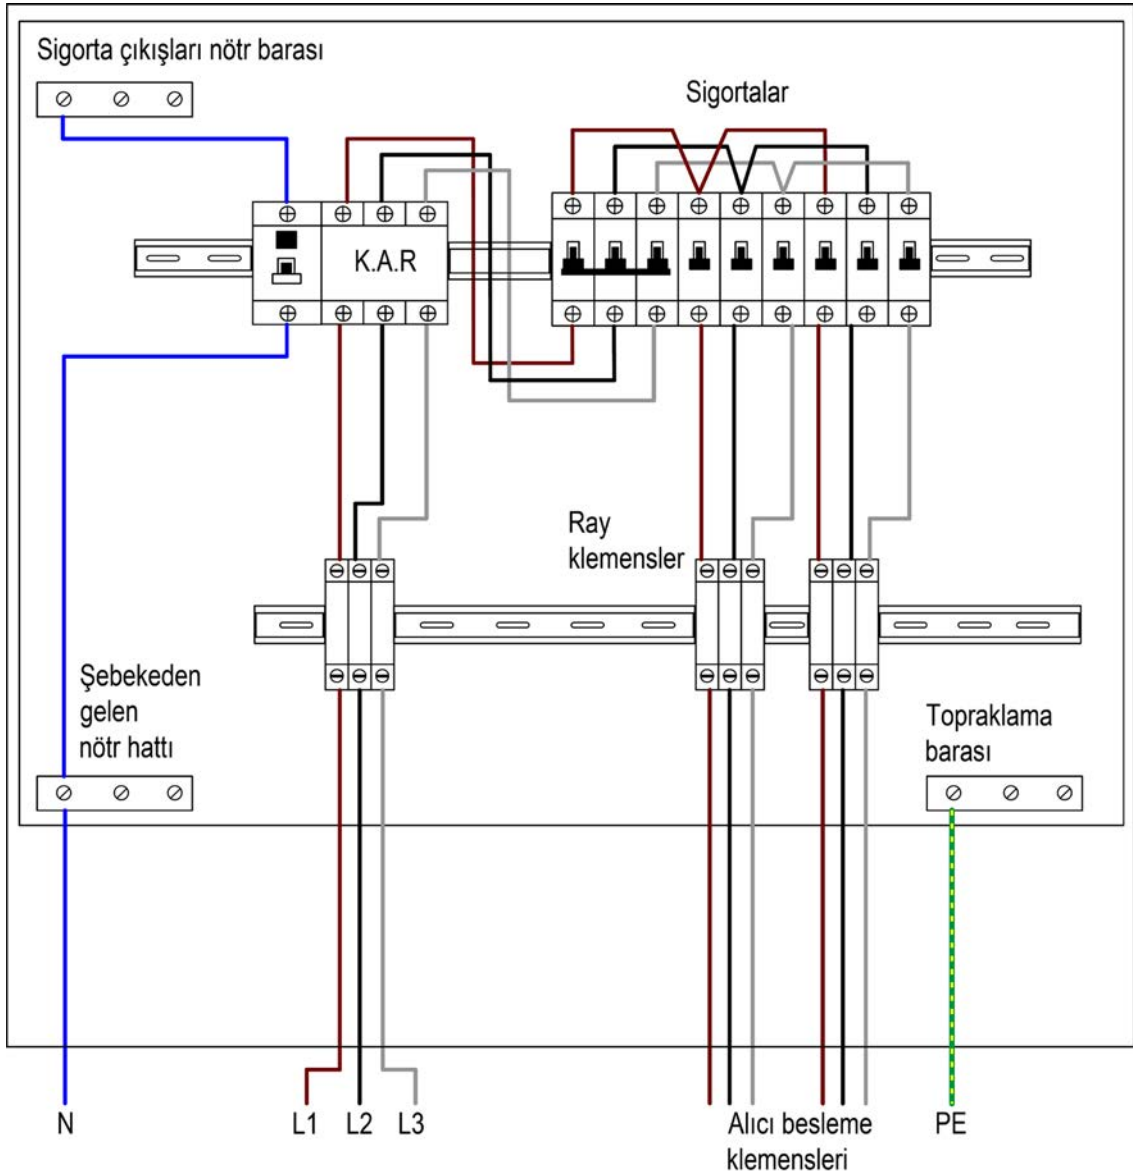 Sigorta çıkışları nötr barası
Sigortalar
K.A.R
Ray
klemensler
Şebekeden
gelen
nötr hattı
Topraklama
barası
N
L1
L2
L3
Alıcı besleme
klemensleri
PE